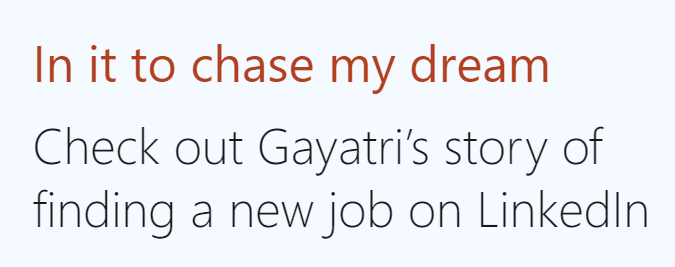 In it to chase my dream
Check out Gayatri’s story of
finding a new job on LinkedIn